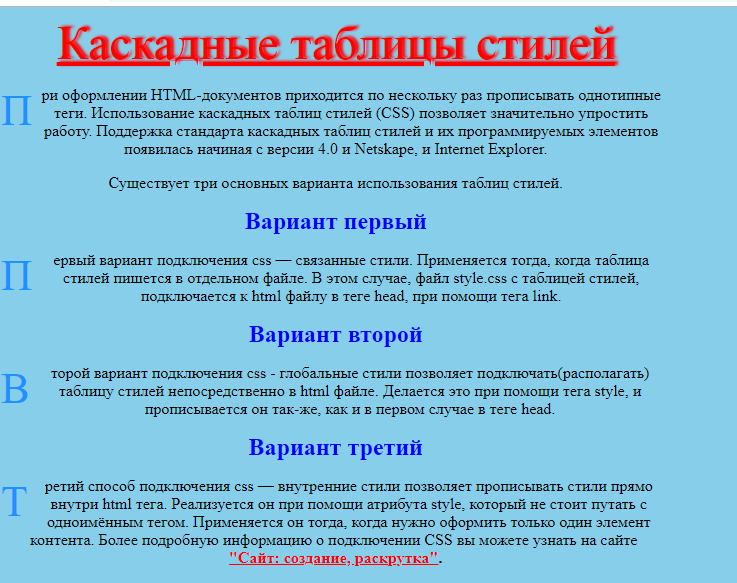 Каскадные таблицы стилей
При оформлении HTML-документов приходится по нескольку раз прописывать однотипные
теги. Использование каскадных таблиц стилей (CSS) позволяет значительно упростить
работу. Поддержка стандарта каскадных таблиц стилей и их программируемых элементов
появилась начиная с версии 4.0 и Netskape, и Internet Explorer.
Существует три основных варианта использования таблиц стилей.
Вариант первый
Первый вариант подключения css — связанные стили. Применяется тогда, когда таблица
стилей пишется в отдельном файле. В этом случае, файл style.css с таблицей стилей,
подключается к html файлу в теге head, при помощи тега link.
Вариант второй
Второй вариант подключения css - глобальные стили позволяет подключать(располагать)
таблицу стилей непосредственно в html файле. Делается это при помощи тега style, и
прописывается он так-же, как и в первом случае в теге head.
Вариант третий
Третий способ подключения css — внутренние стили позволяет прописывать стили прямо
внутри html тега. Реализуется он при помощи атрибута style, который не стоит путать с
одноимённым тегом. Применяется он тогда, когда нужно оформить только один элемент
контента. Более подробную информацию о подключении CSS вы можете узнать на сайте
"Сайт: создание, раскрутка".